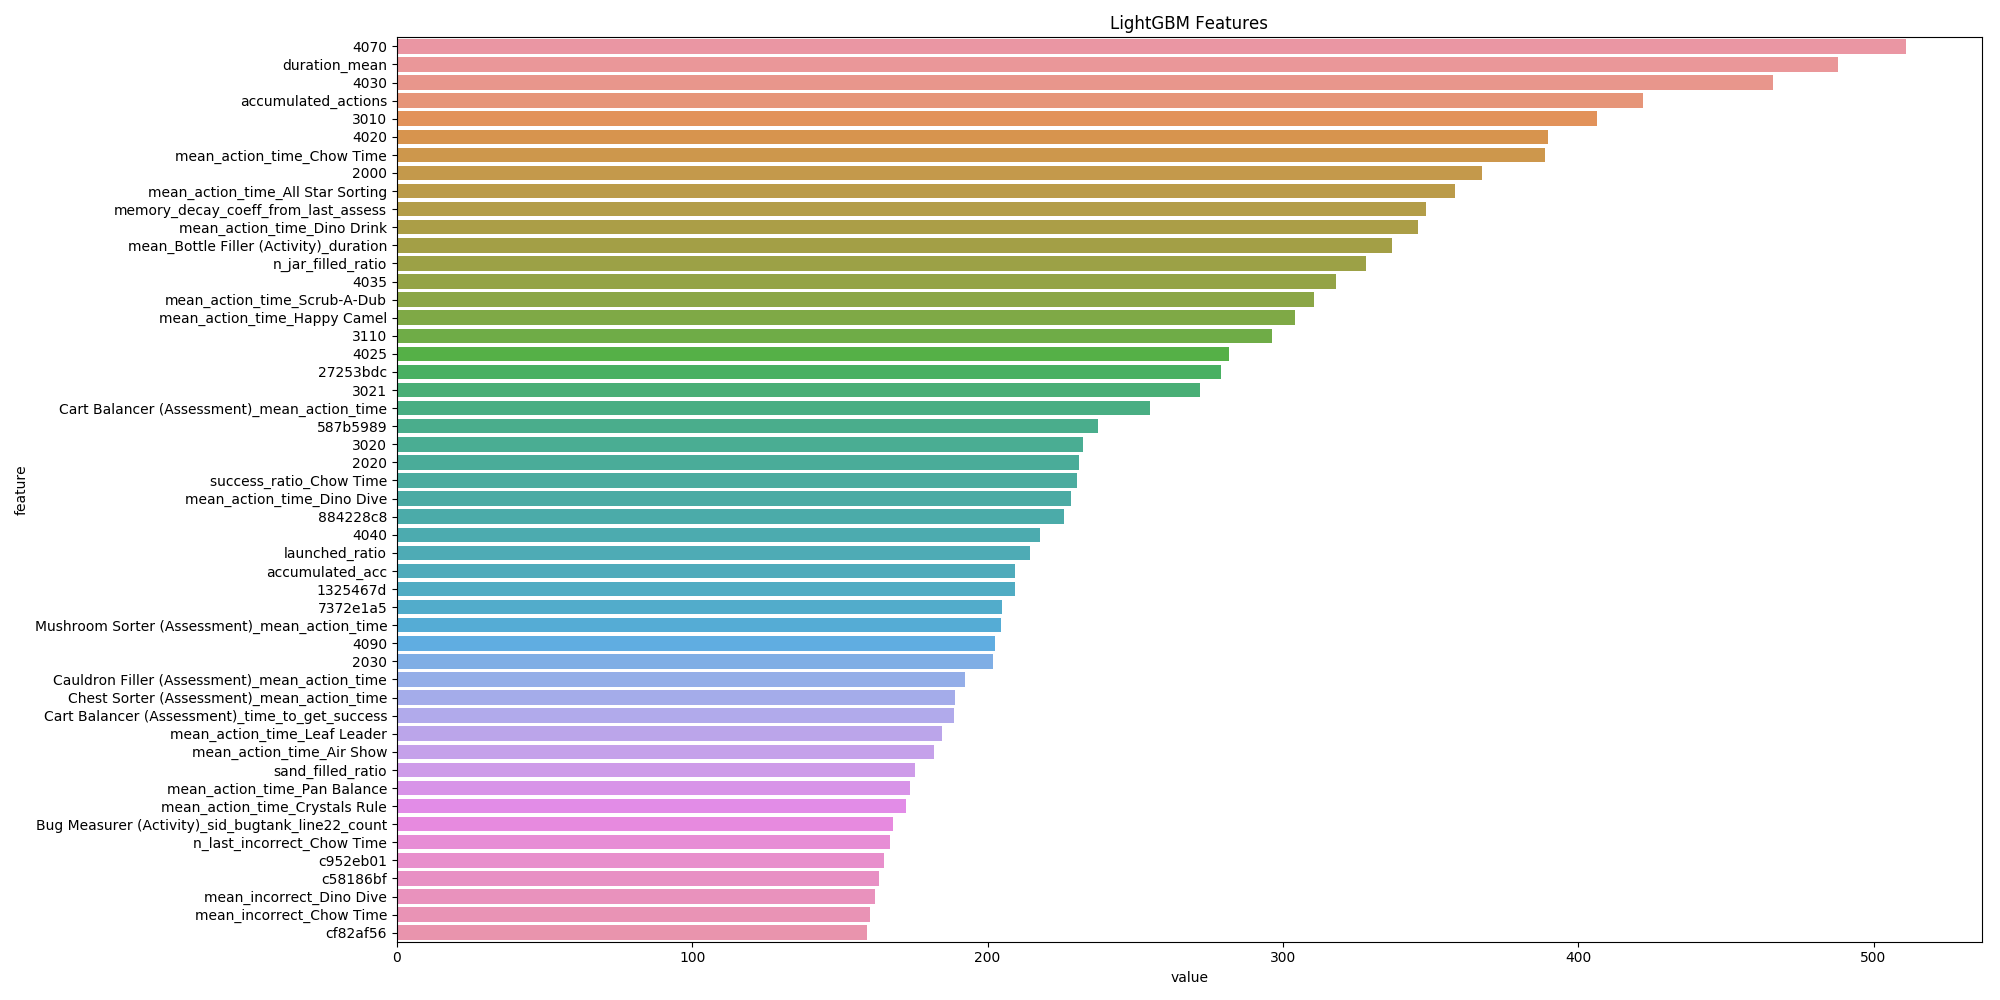 LightGBM Features
4070
duration_mean
4030
accumulated_actions
3010
4020
mean_action_time_Chow Time
2000
mean_action_time_All Star Sorting
memory_decay_coeff_from_last_assess
mean_action_time_Dino Drink
mean_Bottle Filler (Activity)_duration
n_jar_filled_ratio
4035
mean_action_time_Scrub-A-Dub
mean_action_time_Happy Camel
3110
4025
27253bdc
3021
Cart Balancer (Assessment)_mean_action_time
587b5989
3020
2020
success_ratio_Chow Time
mean_action_time_Dino Dive
884228c8
4040
launched_ratio
accumulated_acc
1325467d
7372e1a5
Mushroom Sorter (Assessment)_mean_action_time
4090
2030
Cauldron Filler (Assessment)_mean_action_time
Chest Sorter (Assessment)_mean_action_time
Cart Balancer (Assessment)_time_to_get_success
mean_action_time_Leaf Leader
mean_action_time_Air Show
sand_filled_ratio
mean_action_time_Pan Balance
mean_action_time_Crystals Rule
Bug Measurer (Activity)_sid_bugtank_line22_count
n_last_incorrect_Chow Time
c952eb01
c58186bf
mean_incorrect_Dino Dive
mean_incorrect_Chow Time
cf82af56
feature
0 100 200 300 400 500
value